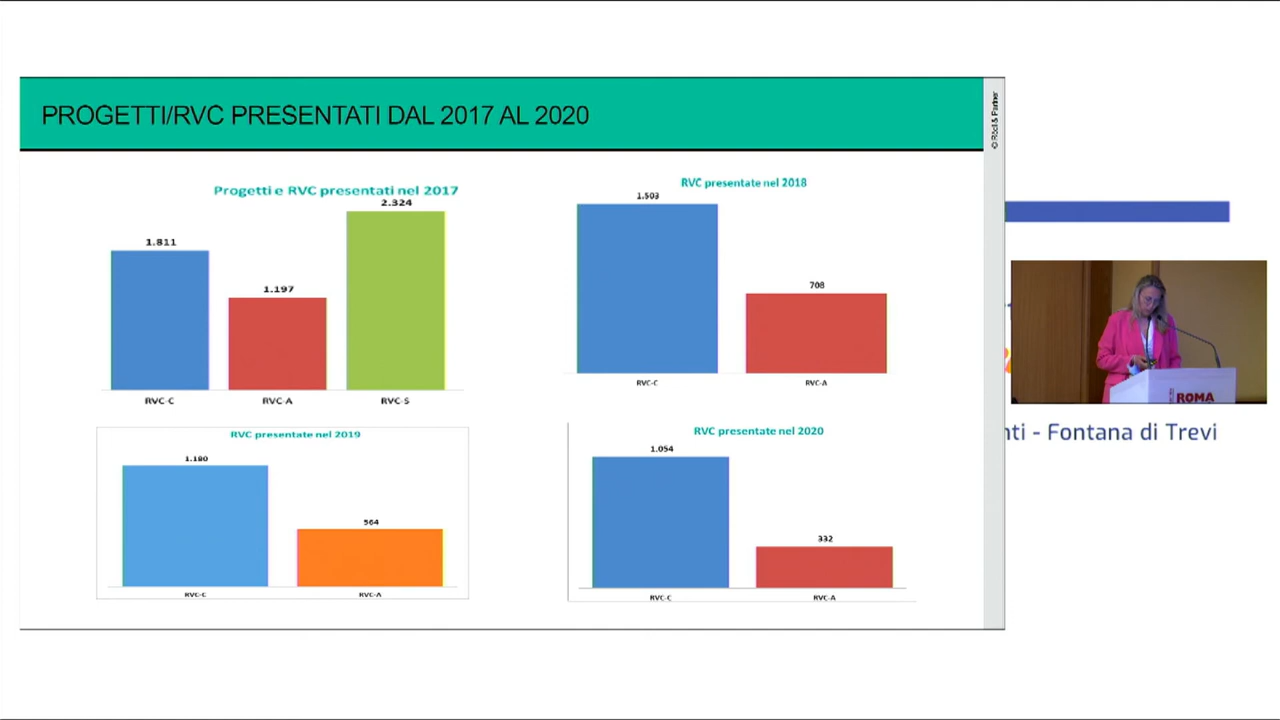 PROGETTI/RVC PRESENTATI DAL 2017 AL 2020
© Rödl & Partner
Progetti e RVC presentati nel 2017
2.324
1.811
1.197
RVC-C
RVC-A
RVC-S
RVC presentate nel 2018
1.503
708
RVC-C
RVC-A
RVC presentate nel 2019
1.180
564
RVC-C
RVC-A
RVC presentate nel 2020
1.054
332
RVC-C
RVC-A
ROMA
nti - Fontana di Trevi